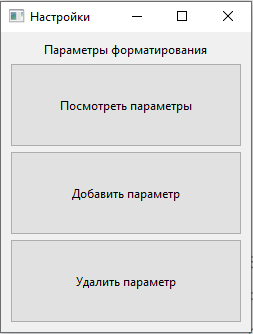 Настройки
Параметры форматирования
Посмотреть параметры
Добавить параметр
Удалить параметр